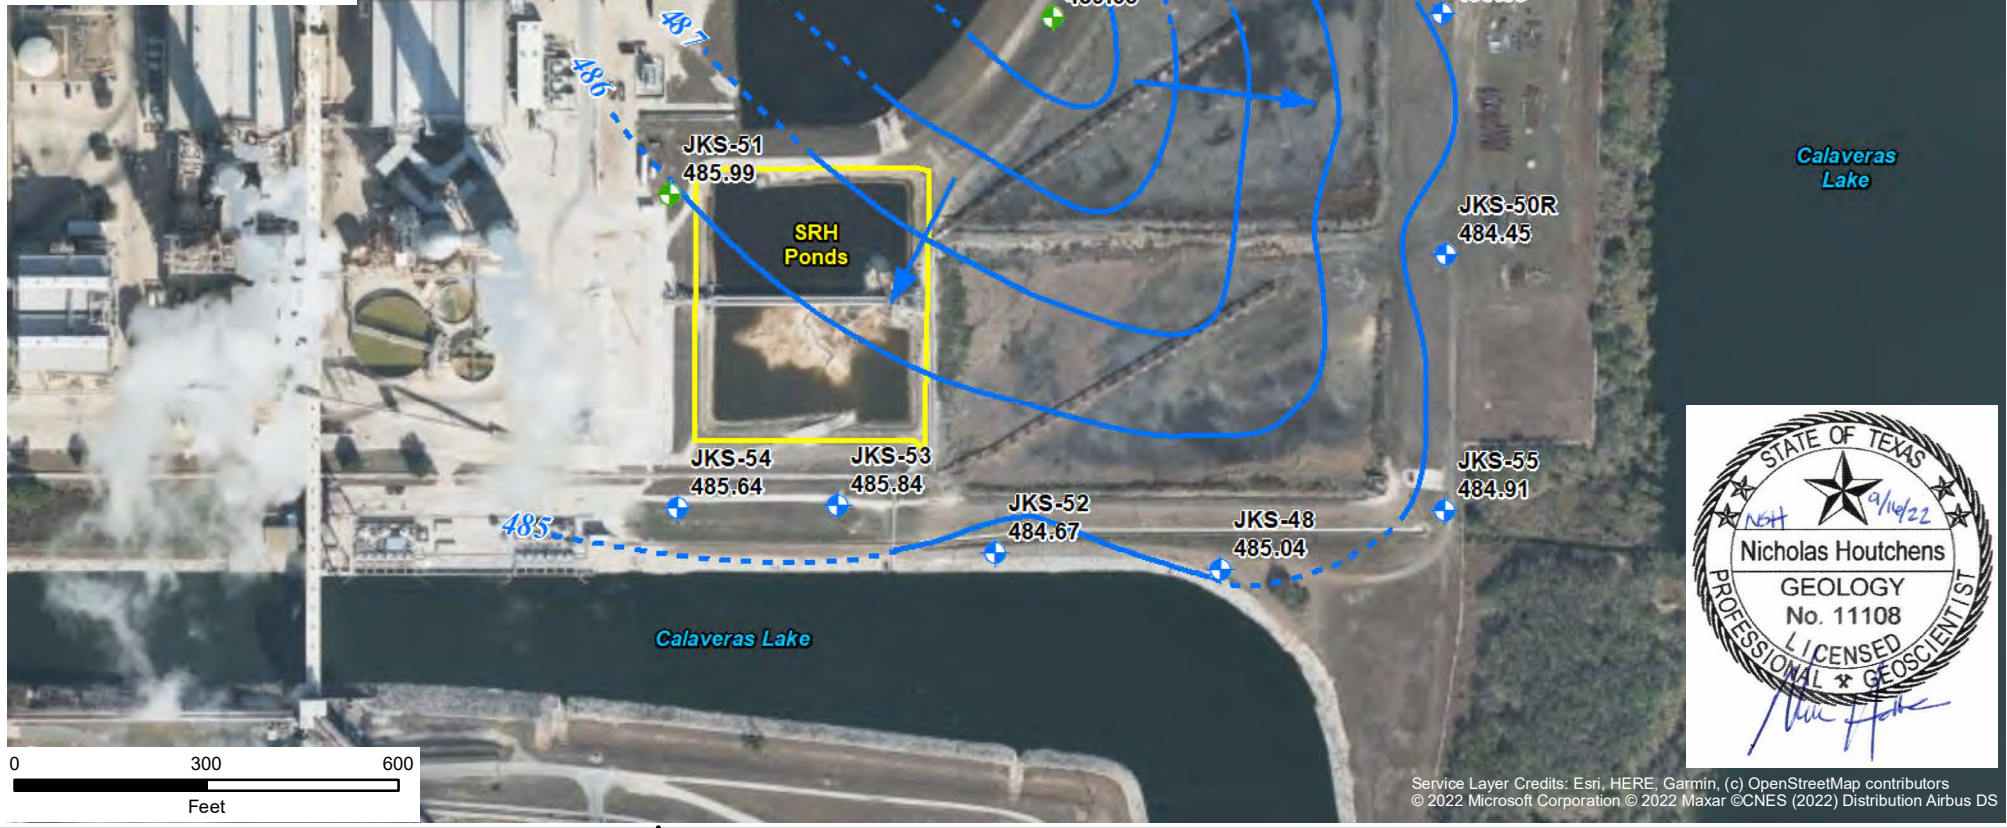 487
486
JKS-51
485.99
SRH
Ponds
Calaveras
Lake
JKS-50R
484.45
JKS-54
485.64
JKS-53
485.84
JKS-52
484.67
JKS-48
485.04
JKS-55
484.91
485
Calaveras Lake
STATE OF TEXAS
NSH
9/16/22
Nicholas Houtchens
GEOLOGY
No. 11108
LICENSED
PROFESSIONAL GEOSCIENTIST
0 300 600
Feet
Service Layer Credits: Esri, HERE, Garmin, (c) OpenStreetMap contributors
© 2022 Microsoft Corporation © 2022 Maxar ©CNES (2022) Distribution Airbus DS